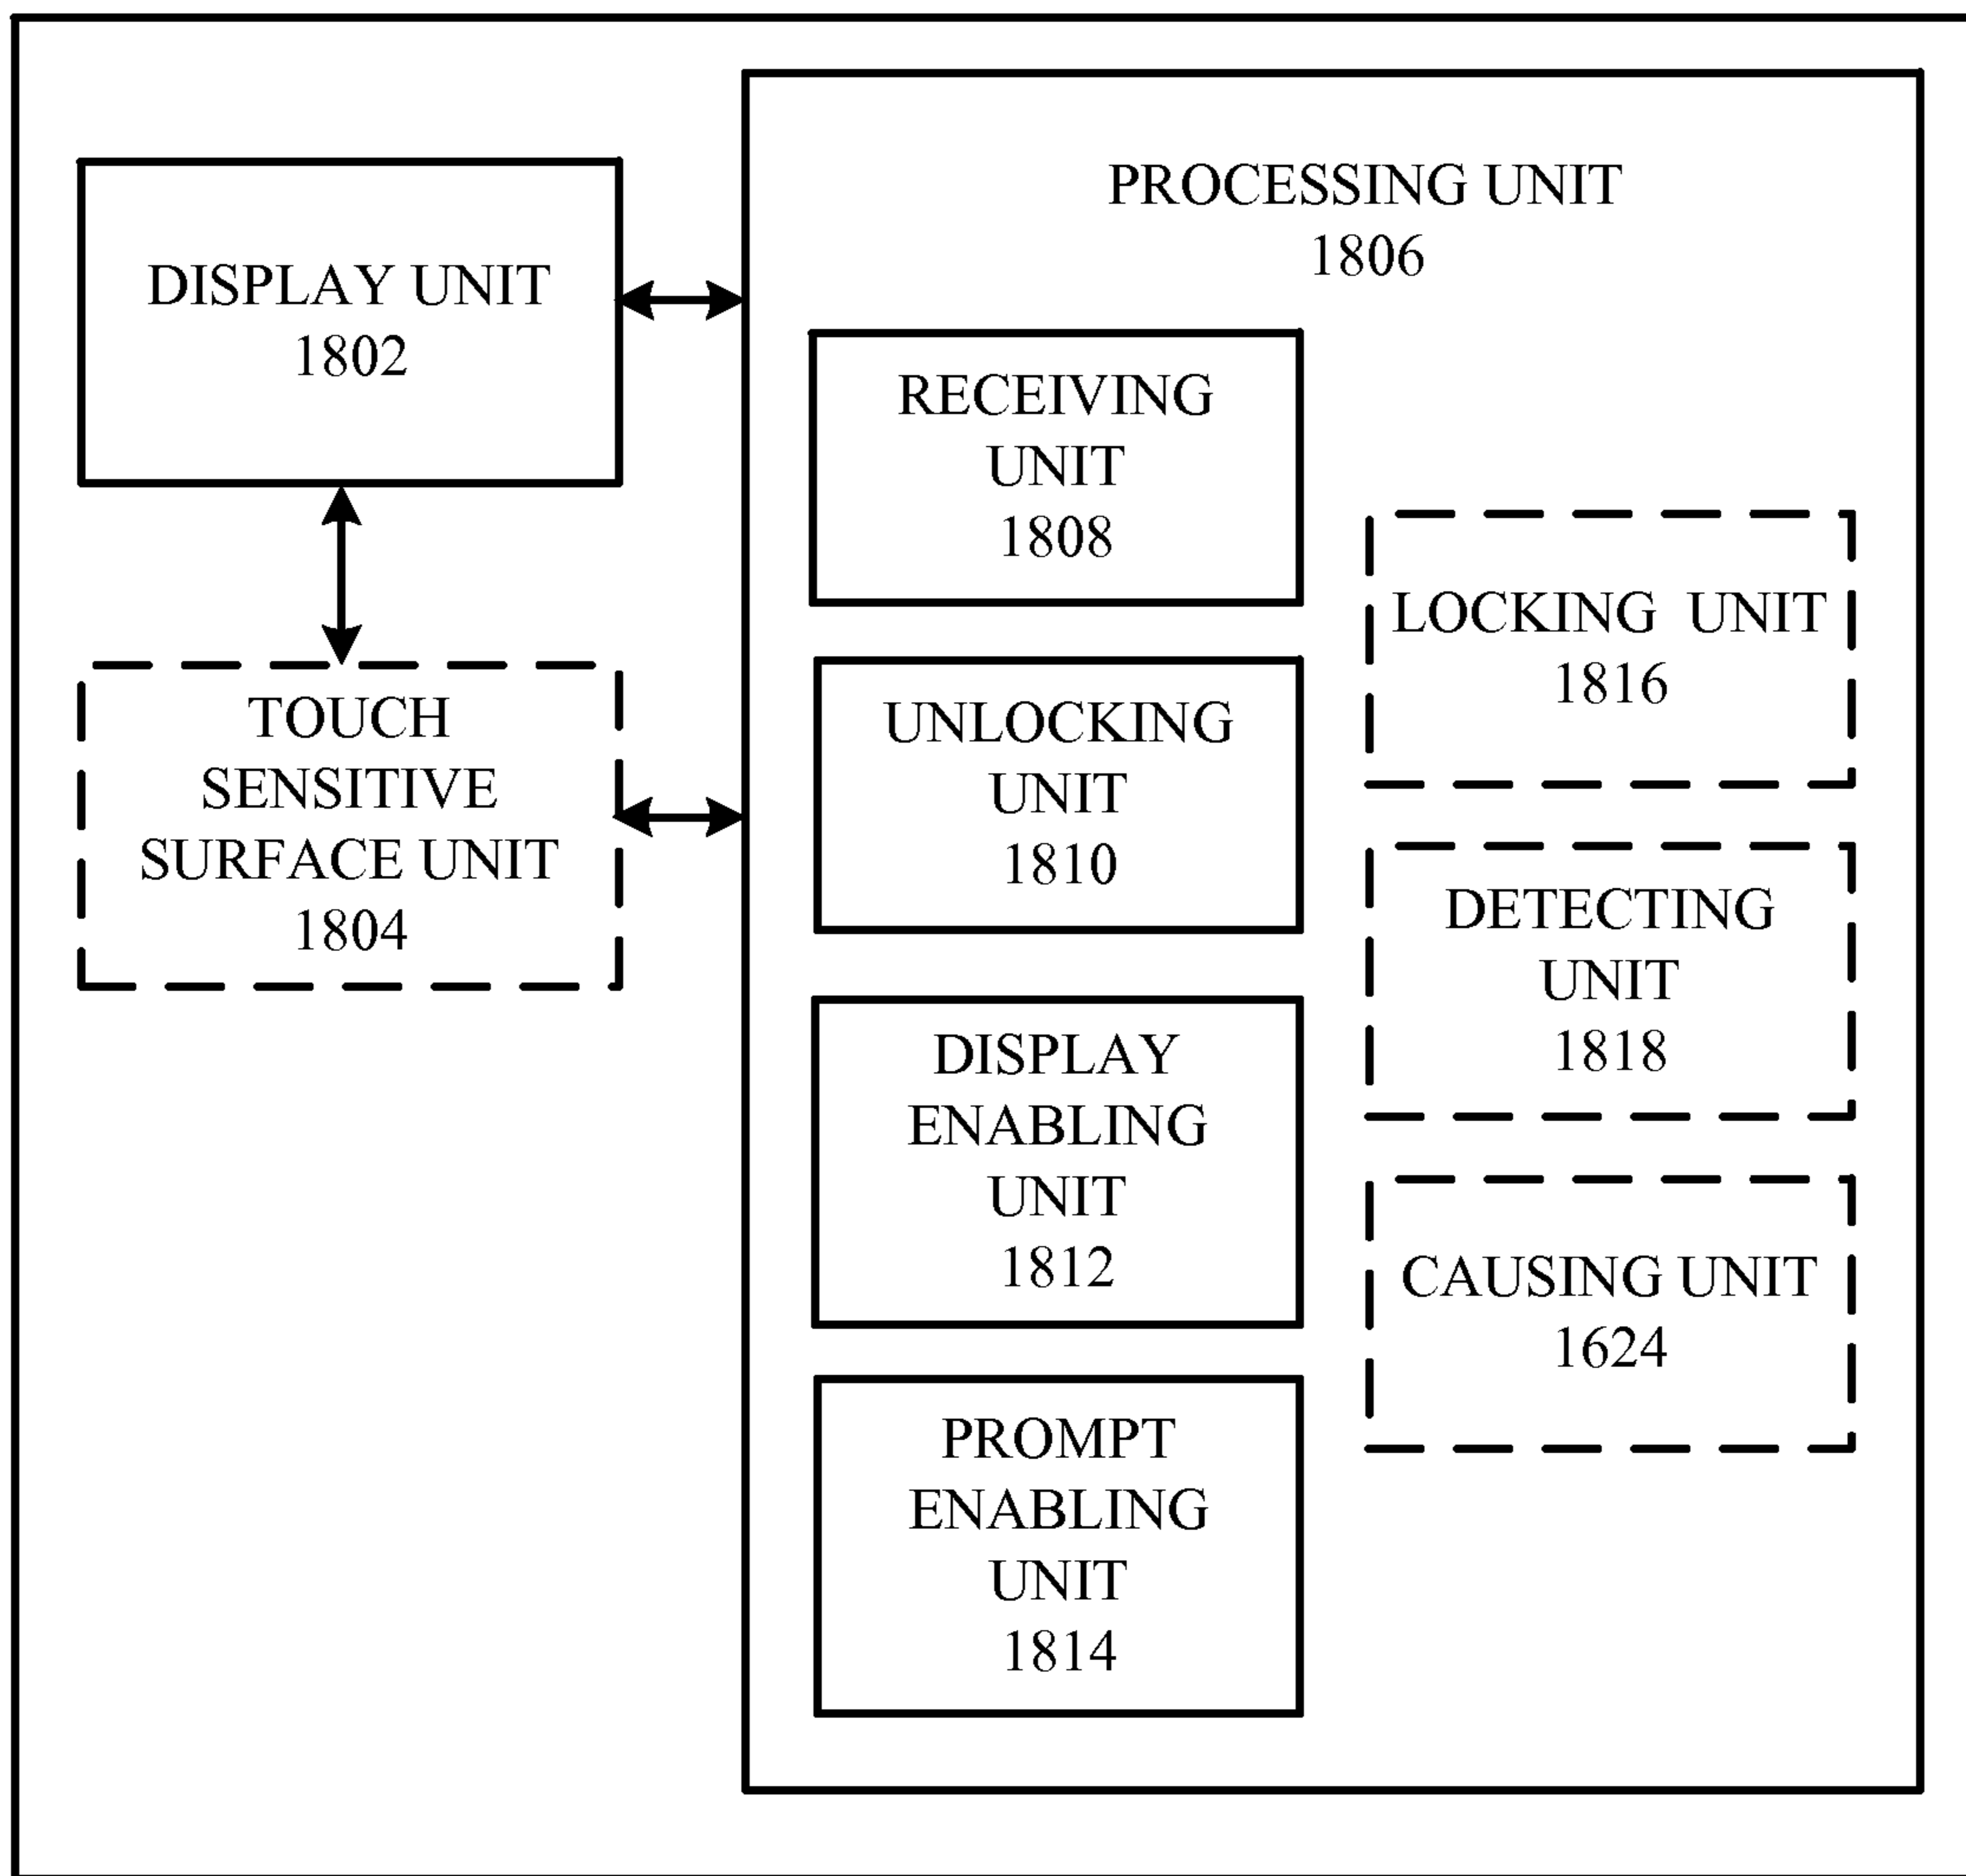 DISPLAY UNIT
1802
TOUCH
SENSITIVE
SURFACE UNIT
1804
PROCESSING UNIT
1806
RECEIVING
UNIT
1808
UNLOCKING
UNIT
1810
DISPLAY
ENABLING
UNIT
1812
PROMPT
ENABLING
UNIT
1814
LOCKING UNIT
1816
DETECTING
UNIT
1818
CAUSING UNIT
1624